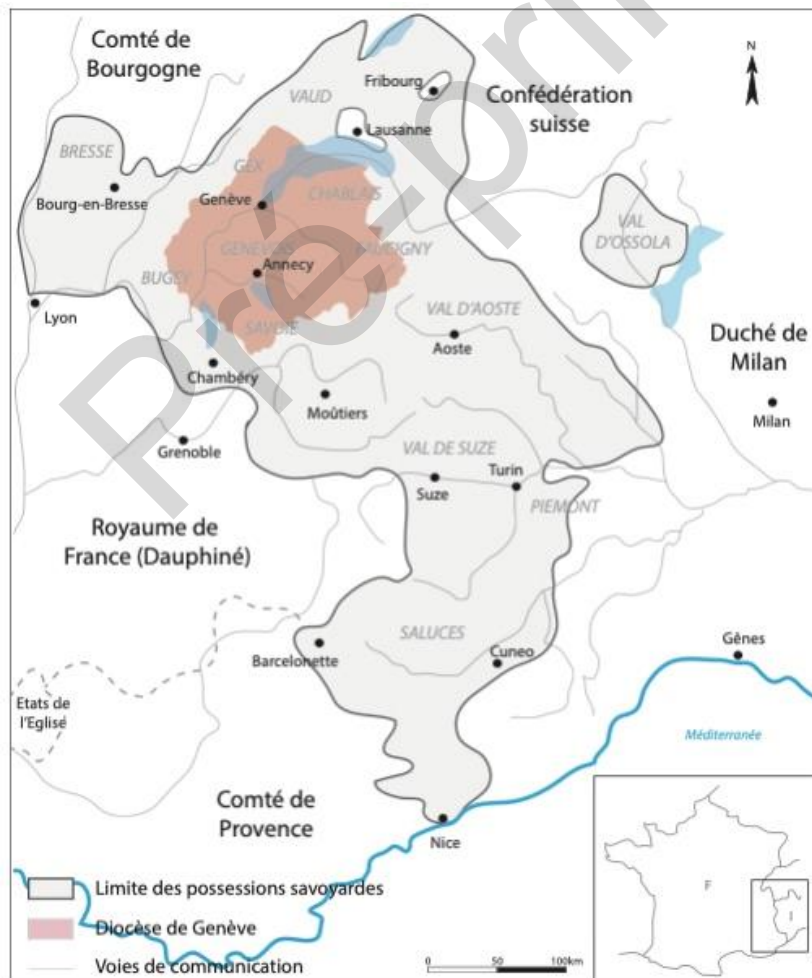 Comté de
Bourgogne
Fribourg
VAUD
Confédération
suisse
N
Lausanne
BRESSE
GEX
Bourg-en-Bresse
CHABLAIS
Genève
VAL
D'OSSOLA
GENEVOIS
FAUCIGNY
Annecy
BUGEY
Lyon
SAVOIE
VAL D'AOSTE
Aoste
Duché de
Milan
Chambéry
Moûtiers
Milan
Grenoble
VAL DE SUZE
Turin
Suze
PIEMONT
Royaume de
France (Dauphiné)
SALUCES
Barcelonette
Cuneo
Gênes
Etats de
l'Eglisé
Méditerranée
Comté de
Provence
Nice
Limite des possessions savoyardes
Diocèse de Genève
Voies de communication
0 50 100km
F
I